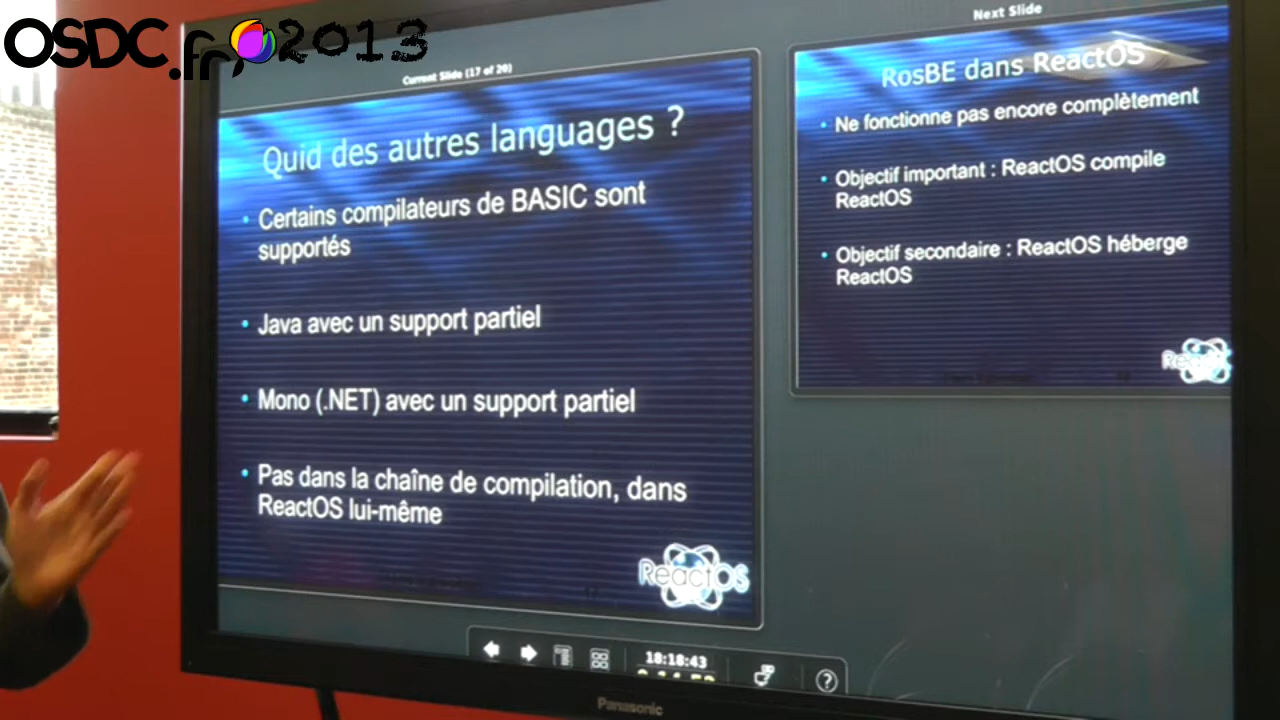 OSDC.fr 2013
Current Slide (17 of 20)
Quid des autres languages ?
Certains compilateurs de BASIC sont
supportés
Java avec un support partiel
Mono (.NET) avec un support partiel
Pas dans la chaîne de compilation, dans
ReactOS lui-même
ReactOS
Next Slide
RosBE dans ReactOS
Ne fonctionne pas encore complètement
Objectif important : ReactOS compile
ReactOS
Objectif secondaire : ReactOS héberge
ReactOS
18:18:43
Panasonic